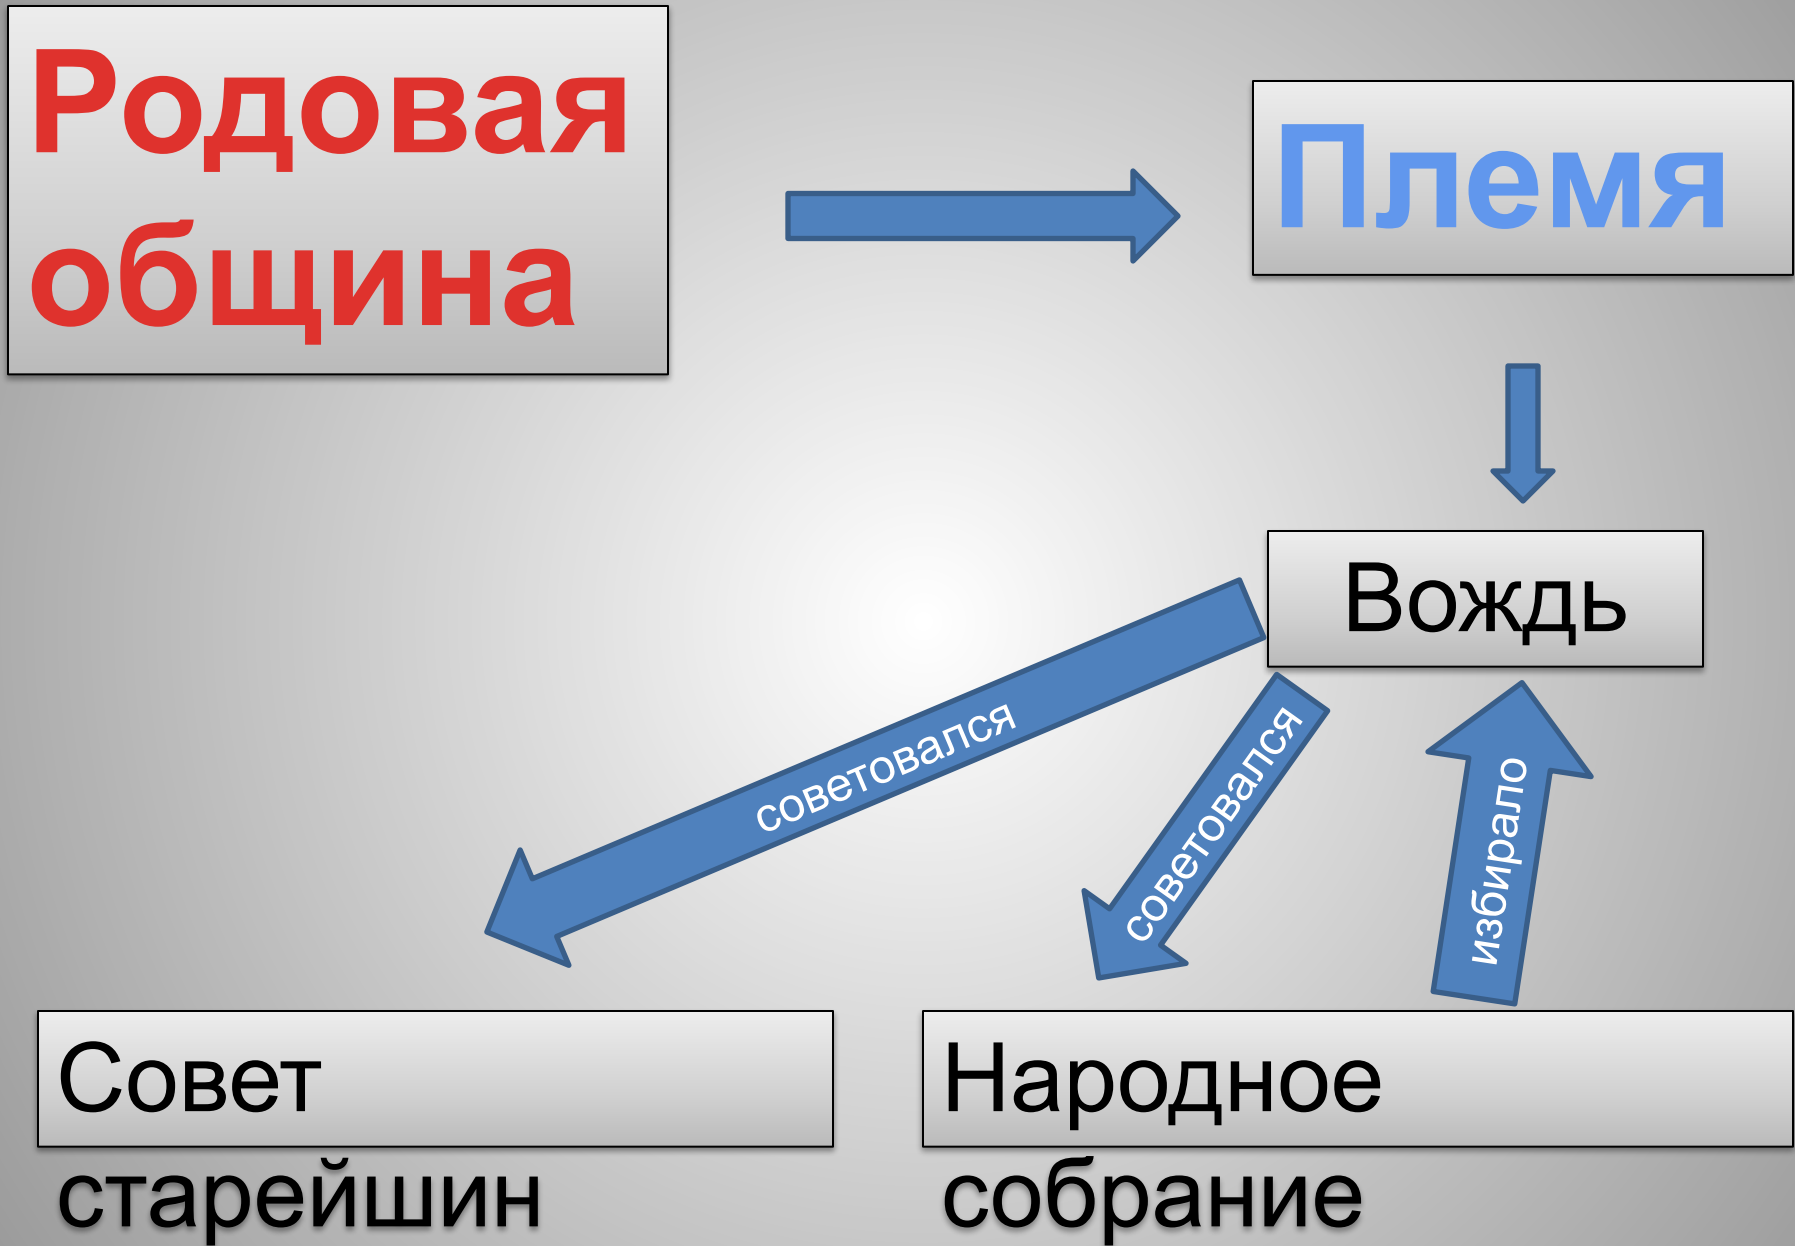 Родовая
община
Племя
Вождь
советовался
советовался
избирало
Совет
старейшин
Народное
собрание